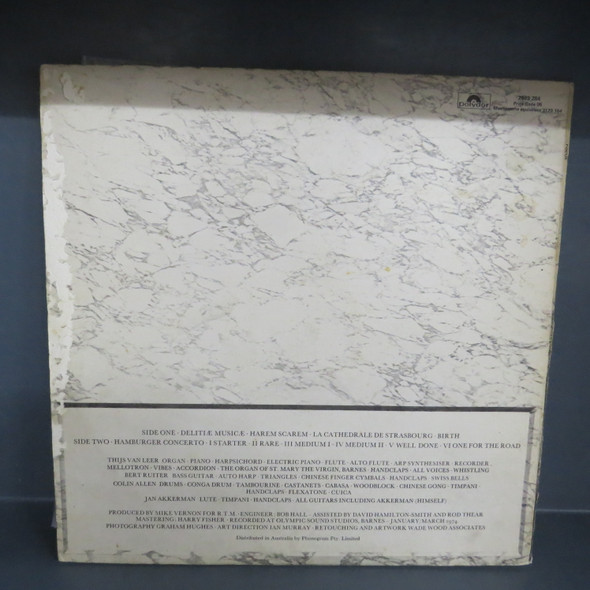 polydor
Price Code
SIDE ONE · DELITIÆ MUSICÆ · HAREM SCAREM · LA CATHEDRALE DE STRASBOURG · BIRTH
SIDE TWO · HAMBURGER CONCERTO · I STARTER · II RARE · III MEDIUM I · IV MEDIUM II · V WELL DONE · VI ONE FOR THE ROAD
THIJS VAN LEER ORGAN · PIANO · HARPSICHORD · ELECTRIC PIANO · FLUTE · ALTO FLUTE · ARP SYNTHESISER · RECORDER
MELLOTRON · VIBES · ACCORDION · THE ORGAN OF ST. MARY THE VIRGIN, BARNES · HANDCLAPS · ALL VOICES · WHISTLING
BERT RUITER BASS GUITAR · AUTO HARP · TRIANGLES · CHINESE FINGER CYMBALS · HANDCLAPS · SWISS BELLS
COLIN ALLEN DRUMS · CONGA DRUM · TAMBOURINE · CASTANETS · CABASA · WOODBLOCK · CHINESE GONG · TIMPANI ·
HANDCLAPS · FLEXATONE · CUICA
JAN AKKERMAN LUTE · TIMPANI · HANDCLAPS · ALL GUITARS INCLUDING AKKERMAN (HIMSELF)
PRODUCED BY MIKE VERNON FOR R.T.M. · ENGINEER: BOB HALL · ASSISTED BY DAVID HAMILTON-SMITH AND ROD THEAR
MASTERING: HARRY FISHER · RECORDED AT OLYMPIC SOUND STUDIOS, BARNES · JANUARY/MARCH 1974
PHOTOGRAPHY GRAHAM HUGHES · ART DIRECTION IAN MURRAY · RETOUCHING AND ARTWORK WADE WOOD ASSOCIATES
Distributed in Australia by Phonogram Pty. Limited